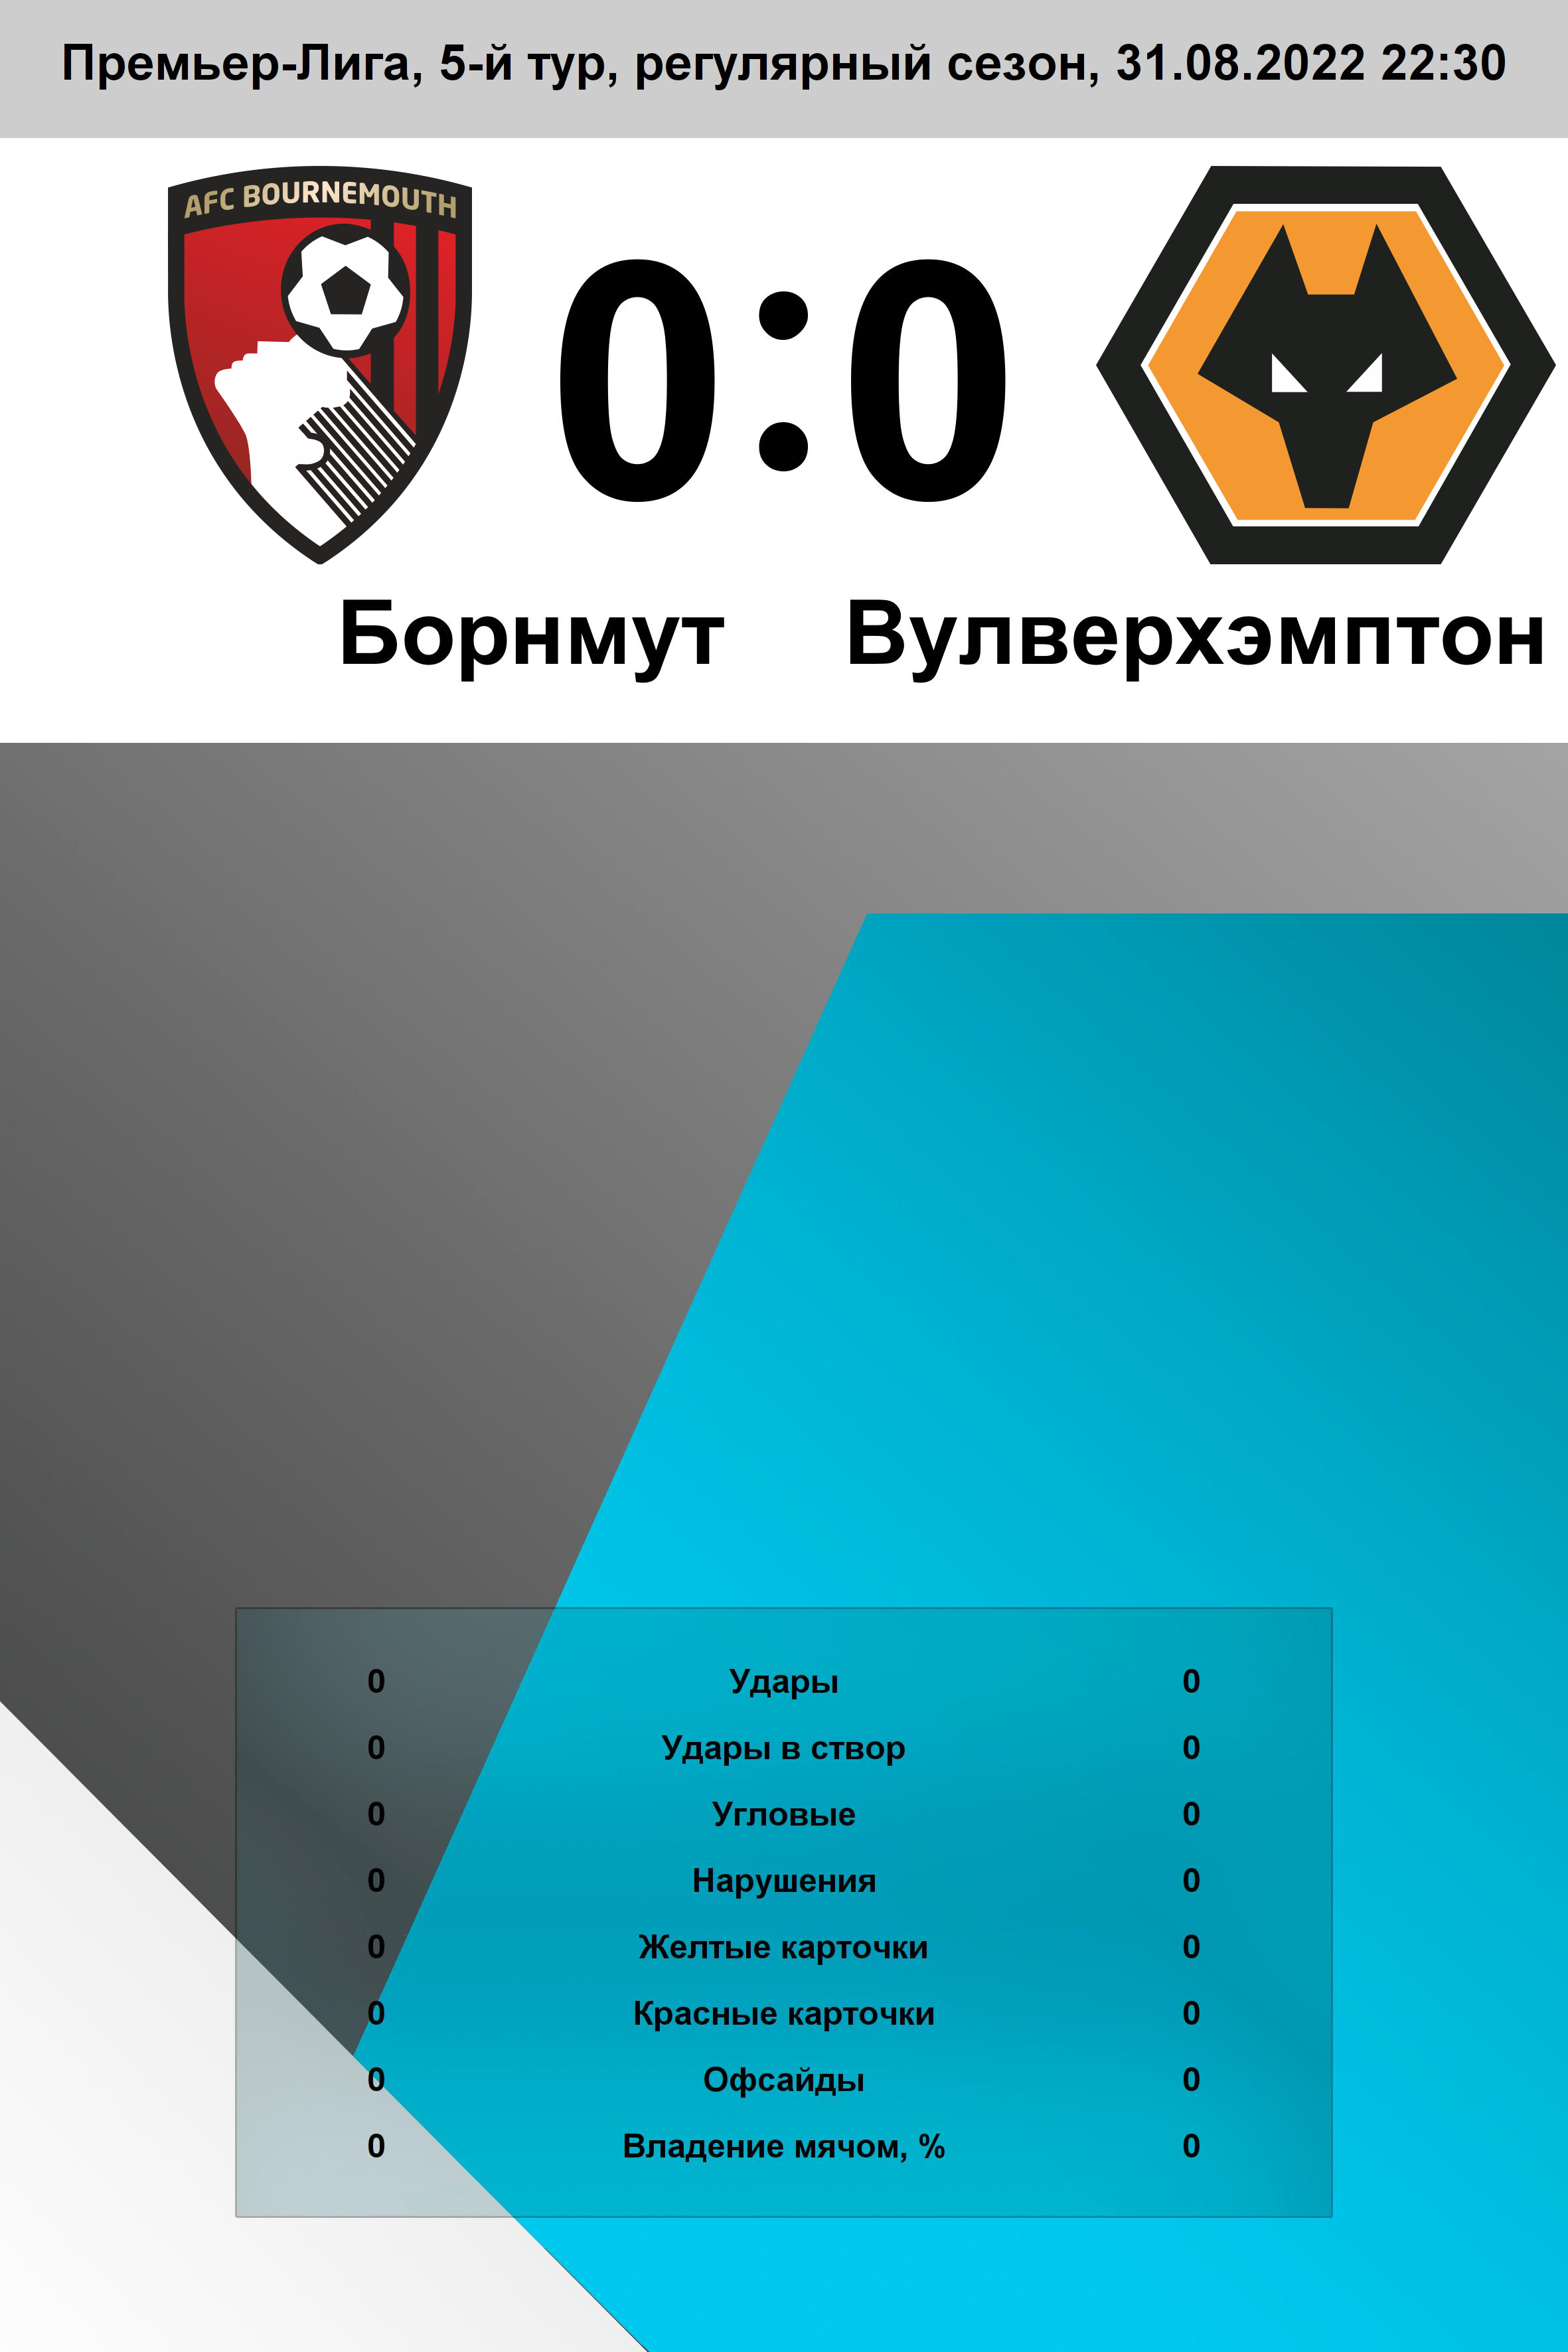 Премьер-Лига, 5-й тур, регулярный сезон, 31.08.2022 22:30
AFC BOURNEMOUTH
0:0
Борнмут Вулверхэмптон
0 Удары 0
0 Удары в створ 0
0 Угловые 0
0 Нарушения 0
0 Желтые карточки 0
0 Красные карточки 0
0 Офсайды 0
0 Владение мячом, % 0